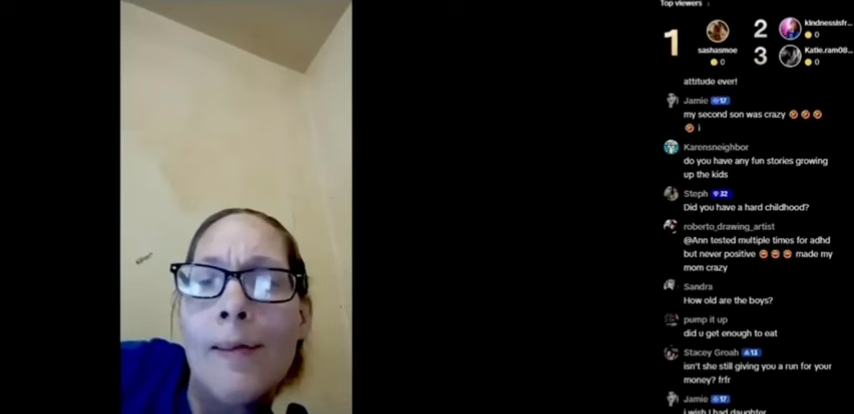 Top viewers
1
sashasmoe
0
2
kindnessisfr...
0
3
Katie.ram08...
0
attitude ever!
Jamie 17
my second son was crazy 🤣 🤣 🤣
🤣 i
Karensneighbor
do you have any fun stories growing
up the kids
Steph 32
Did you have a hard childhood?
roberto_drawing_artist
@Ann tested multiple times for adhd
but never positive 🤣 🤣 🤣 made my
mom crazy
Sandra
How old are the boys?
pump it up
did u get enough to eat
Stacey Groah 13
isn't she still giving you a run for your
money? frfr
Jamie 17
i wish I had daughter